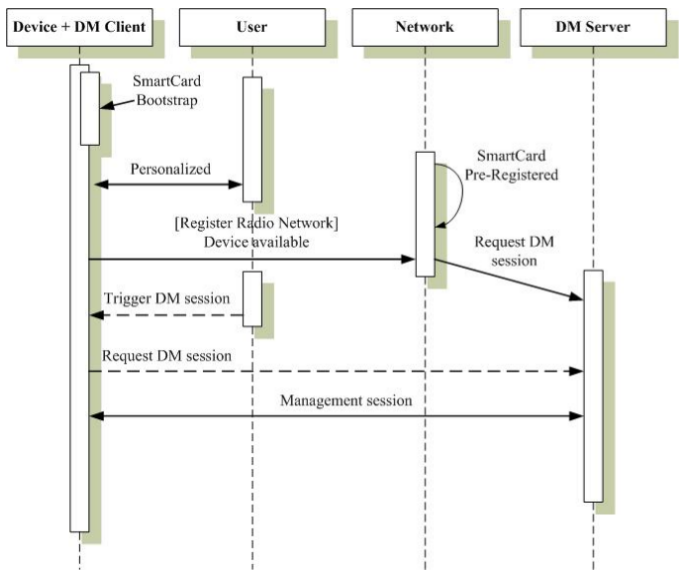 Device + DM Client
User
Network
DM Server
SmartCard
Bootstrap
SmartCard
Pre-Registered
Personalized
[Register Radio Network]
Device available
Request DM
session
Trigger DM session
Request DM session
Management session